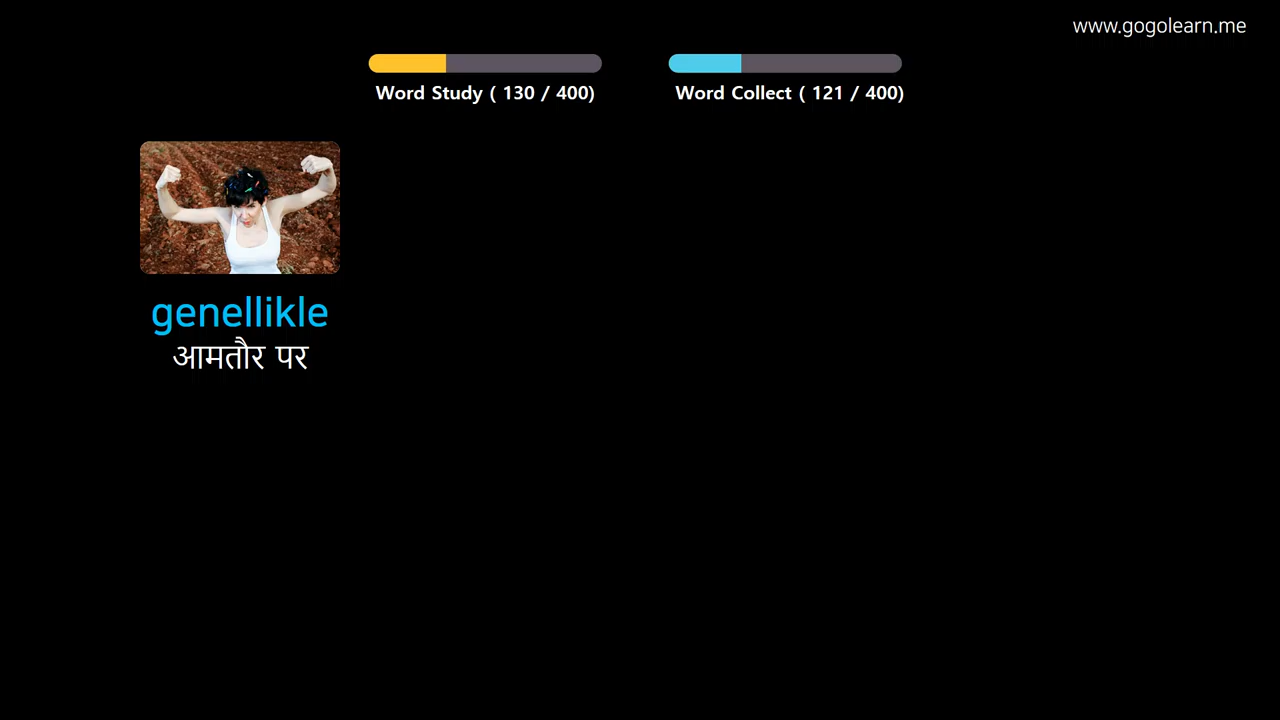 www.gogolearn.me
Word Study ( 130 / 400)
Word Collect ( 121 / 400)
genellikle
आमतौर पर